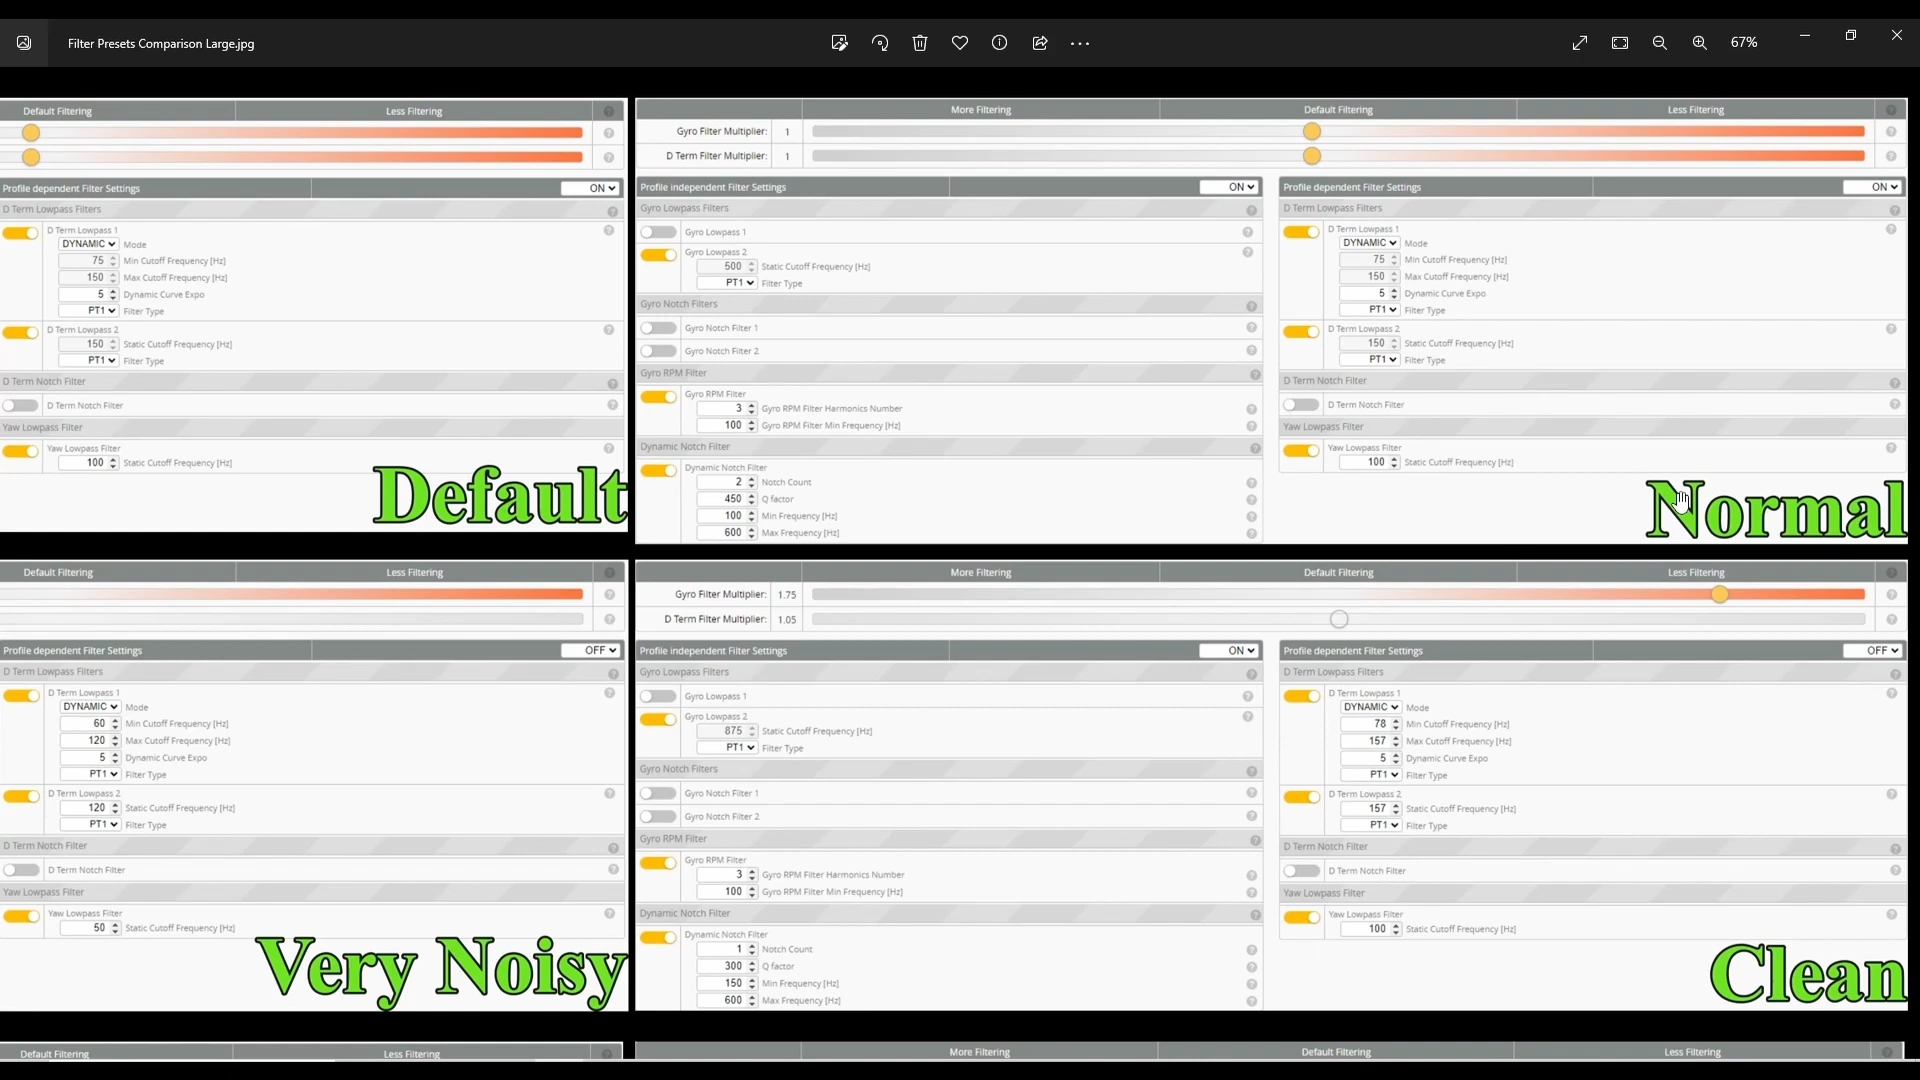 Filter Presets Comparison Large.jpg
67%
Default Filtering Less Filtering
Profile dependent Filter Settings ON
D Term Lowpass Filters
D Term Lowpass 1
DYNAMIC Mode
75 Min Cutoff Frequency [Hz]
150 Max Cutoff Frequency [Hz]
5 Dynamic Curve Expo
PT1 Filter Type
D Term Lowpass 2
150 Static Cutoff Frequency [Hz]
PT1 Filter Type
D Term Notch Filter
D Term Notch Filter
Yaw Lowpass Filter
Yaw Lowpass Filter
100 Static Cutoff Frequency [Hz]
Default
More Filtering Default Filtering Less Filtering
Gyro Filter Multiplier: 1
D Term Filter Multiplier: 1
Profile independent Filter Settings ON
Gyro Lowpass Filters
Gyro Lowpass 1
Gyro Lowpass 2
500 Static Cutoff Frequency [Hz]
PT1 Filter Type
Gyro Notch Filters
Gyro Notch Filter 1
Gyro Notch Filter 2
Gyro RPM Filter
Gyro RPM Filter
3 Gyro RPM Filter Harmonics Number
100 Gyro RPM Filter Min Frequency [Hz]
Dynamic Notch Filter
Dynamic Notch Filter
2 Notch Count
450 Q factor
100 Min Frequency [Hz]
600 Max Frequency [Hz]
Profile dependent Filter Settings ON
D Term Lowpass Filters
D Term Lowpass 1
DYNAMIC Mode
75 Min Cutoff Frequency [Hz]
150 Max Cutoff Frequency [Hz]
5 Dynamic Curve Expo
PT1 Filter Type
D Term Lowpass 2
150 Static Cutoff Frequency [Hz]
PT1 Filter Type
D Term Notch Filter
D Term Notch Filter
Yaw Lowpass Filter
Yaw Lowpass Filter
100 Static Cutoff Frequency [Hz]
Normal
Default Filtering Less Filtering
Profile dependent Filter Settings OFF
D Term Lowpass Filters
D Term Lowpass 1
DYNAMIC Mode
60 Min Cutoff Frequency [Hz]
120 Max Cutoff Frequency [Hz]
5 Dynamic Curve Expo
PT1 Filter Type
D Term Lowpass 2
120 Static Cutoff Frequency [Hz]
PT1 Filter Type
D Term Notch Filter
D Term Notch Filter
Yaw Lowpass Filter
Yaw Lowpass Filter
50 Static Cutoff Frequency [Hz]
Very Noisy
More Filtering Default Filtering Less Filtering
Gyro Filter Multiplier: 1.75
D Term Filter Multiplier: 1.05
Profile independent Filter Settings ON
Gyro Lowpass Filters
Gyro Lowpass 1
Gyro Lowpass 2
875 Static Cutoff Frequency [Hz]
PT1 Filter Type
Gyro Notch Filters
Gyro Notch Filter 1
Gyro Notch Filter 2
Gyro RPM Filter
Gyro RPM Filter
3 Gyro RPM Filter Harmonics Number
100 Gyro RPM Filter Min Frequency [Hz]
Dynamic Notch Filter
Dynamic Notch Filter
1 Notch Count
300 Q factor
150 Min Frequency [Hz]
600 Max Frequency [Hz]
Profile dependent Filter Settings OFF
D Term Lowpass Filters
D Term Lowpass 1
DYNAMIC Mode
78 Min Cutoff Frequency [Hz]
157 Max Cutoff Frequency [Hz]
5 Dynamic Curve Expo
PT1 Filter Type
D Term Lowpass 2
157 Static Cutoff Frequency [Hz]
PT1 Filter Type
D Term Notch Filter
D Term Notch Filter
Yaw Lowpass Filter
Yaw Lowpass Filter
100 Static Cutoff Frequency [Hz]
Clean
Default Filtering Less Filtering
More Filtering Default Filtering Less Filtering